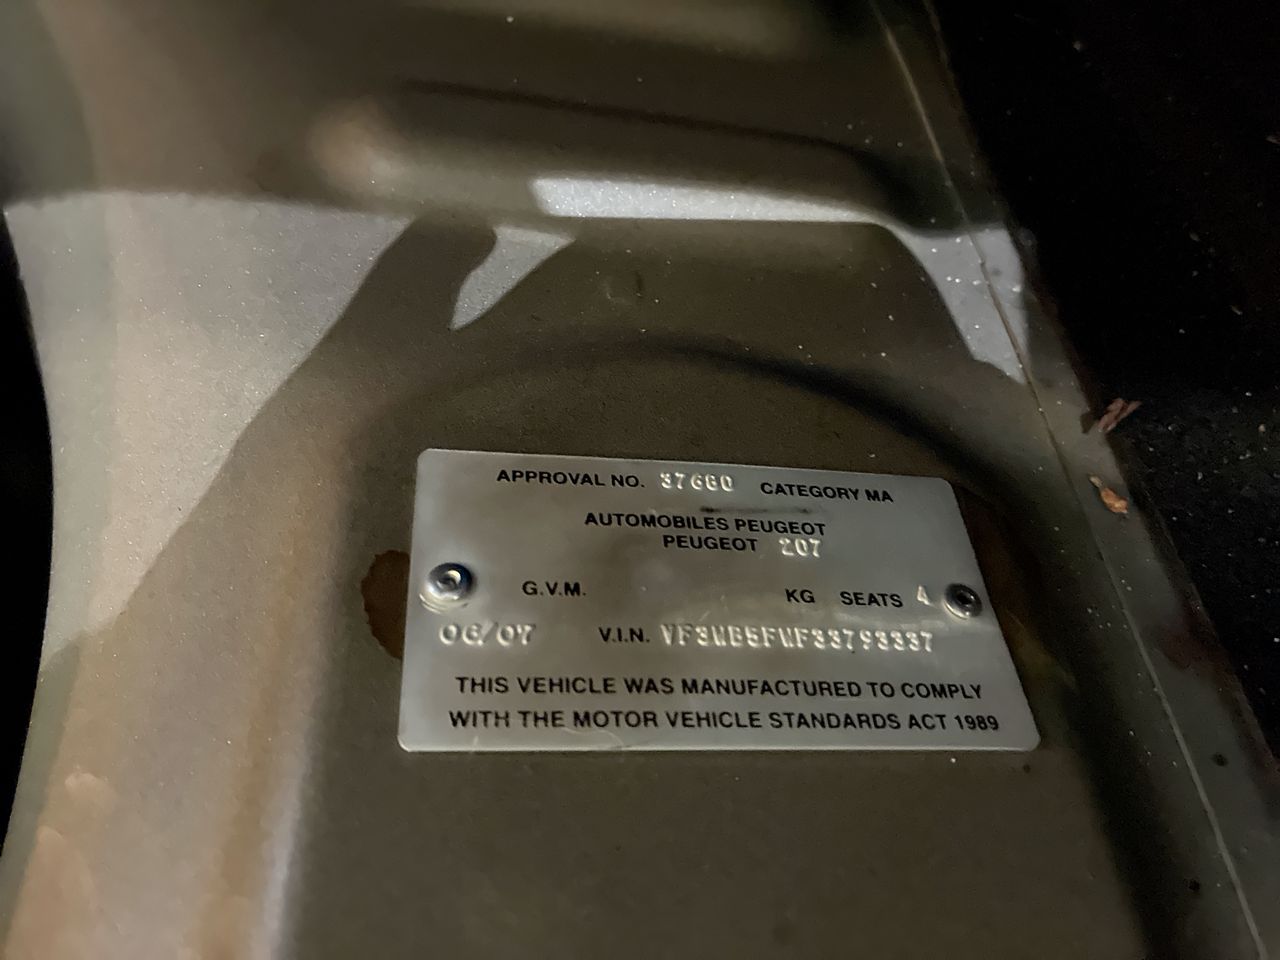 APPROVAL NO. 37660 CATEGORY MA
AUTOMOBILES PEUGEOT
PEUGEOT 207
G.V.M. KG SEATS 4
06/07 V.I.N. VF3WB5FWF33793337
THIS VEHICLE WAS MANUFACTURED TO COMPLY
WITH THE MOTOR VEHICLE STANDARDS ACT 1989